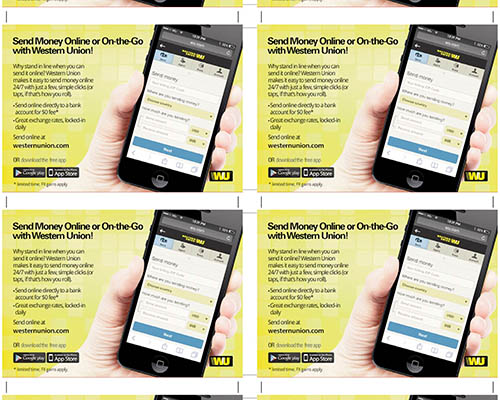 Send Money Online or On-the-Go
with Western Union!
Why stand in line when you can
send it online? Western Union
makes it easy to send money online
24/7 with just a few, simple clicks (or
taps, if that's how you roll).
•Send online directly to a bank
account for $0 fee*
•Great exchange rates, locked-in
daily
Send online at
westernunion.com
OR download the free app
Google play
App Store
* limited time, FX gains apply.
WU
Send money
Where are you sending money?
Choose country
How much are you sending?
Next
WU
Send Money Online or On-the-Go
with Western Union!
Why stand in line when you can
send it online? Western Union
makes it easy to send money online
24/7 with just a few, simple clicks (or
taps, if that's how you roll).
•Send online directly to a bank
account for $0 fee*
•Great exchange rates, locked-in
daily
Send online at
westernunion.com
OR download the free app
Google play
App Store
* limited time, FX gains apply.
WU
Send money
Where are you sending money?
Choose country
How much are you sending?
Next
WU
Send Money Online or On-the-Go
with Western Union!
Why stand in line when you can
send it online? Western Union
makes it easy to send money online
24/7 with just a few, simple clicks (or
taps, if that's how you roll).
•Send online directly to a bank
account for $0 fee*
•Great exchange rates, locked-in
daily
Send online at
westernunion.com
OR download the free app
Google play
App Store
* limited time, FX gains apply.
WU
Send money
Where are you sending money?
Choose country
How much are you sending?
Next
WU
Send Money Online or On-the-Go
with Western Union!
Why stand in line when you can
send it online? Western Union
makes it easy to send money online
24/7 with just a few, simple clicks (or
taps, if that's how you roll).
•Send online directly to a bank
account for $0 fee*
•Great exchange rates, locked-in
daily
Send online at
westernunion.com
OR download the free app
Google play
App Store
* limited time, FX gains apply.
WU
Send money
Where are you sending money?
Choose country
How much are you sending?
Next
WU